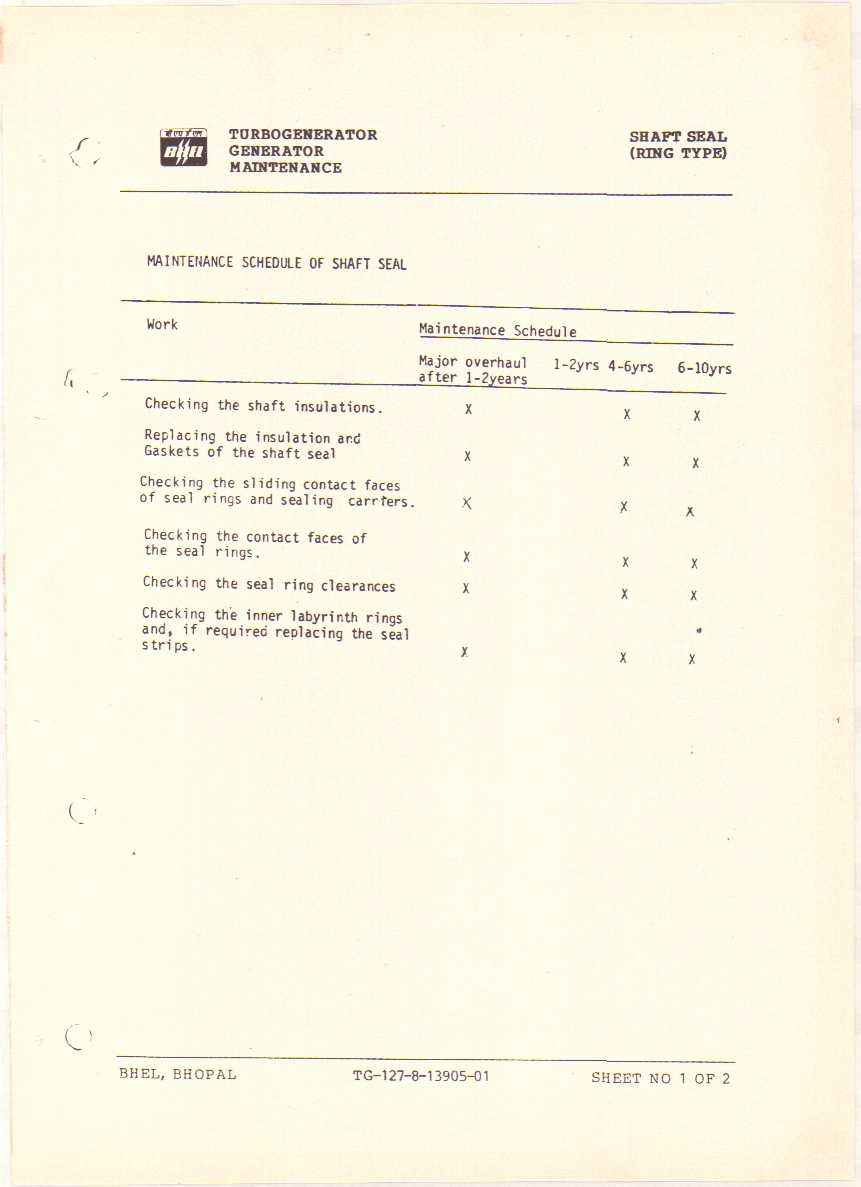 बी एच ई एल
BHEL
TURBOGENERATOR
GENERATOR
MAINTENANCE
SHAFT SEAL
(RING TYPE)
MAINTENANCE SCHEDULE OF SHAFT SEAL
Work Maintenance Schedule
Major overhaul 1-2yrs 4-6yrs 6-10yrs
after 1-2years
Checking the shaft insulations. X X X
Replacing the insulation and
Gaskets of the shaft seal X X X
Checking the sliding contact faces
of seal rings and sealing carrfers. X X X
Checking the contact faces of
the seal rings. X X X
Checking the seal ring clearances X X X
Checking the inner labyrinth rings
and, if required replacing the seal
strips. X X X
BHEL, BHOPAL TG-127-8-13905-01 SHEET NO 1 OF 2